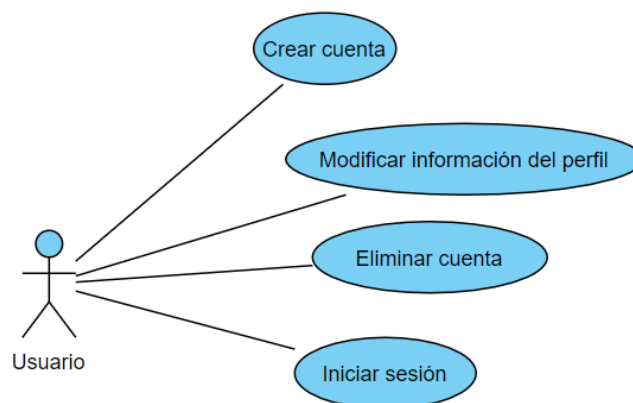 Crear cuenta
Modificar información del perfil
Eliminar cuenta
Usuario
Iniciar sesión